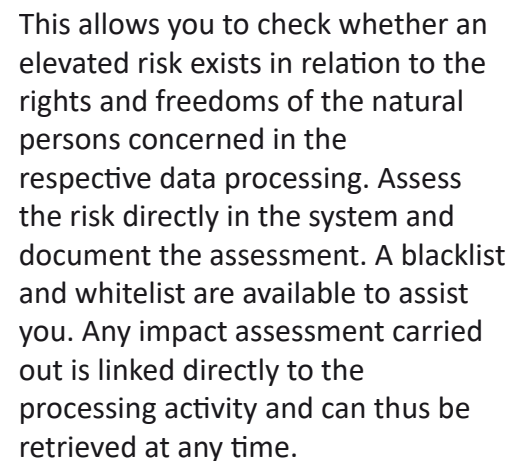 This allows you to check whether an
elevated risk exists in relation to the
rights and freedoms of the natural
persons concerned in the
respective data processing. Assess
the risk directly in the system and
document the assessment. A blacklist
and whitelist are available to assist
you. Any impact assessment carried
out is linked directly to the
processing activity and can thus be
retrieved at any time.